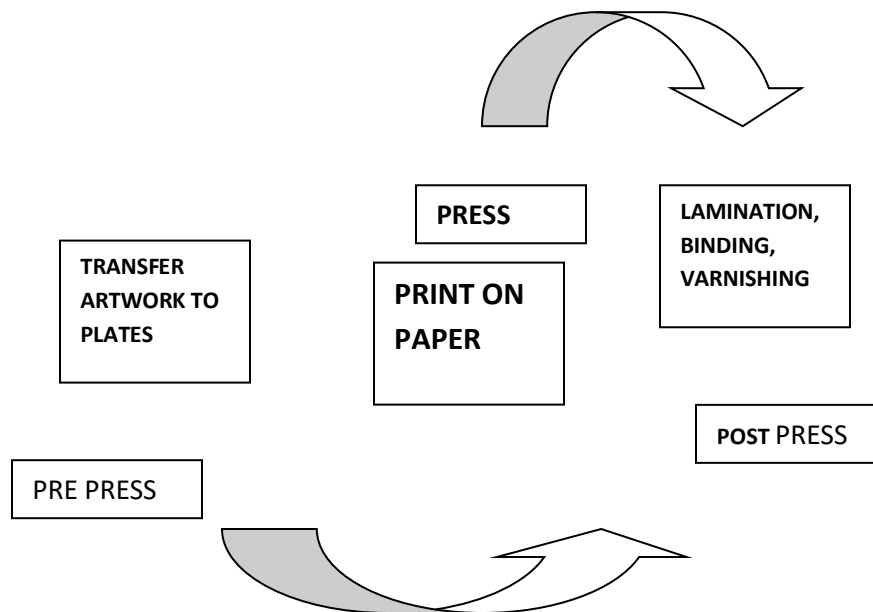 PRESS
LAMINATION,
BINDING,
VARNISHING
TRANSFER
ARTWORK TO
PLATES
PRINT ON
PAPER
POST PRESS
PRE PRESS